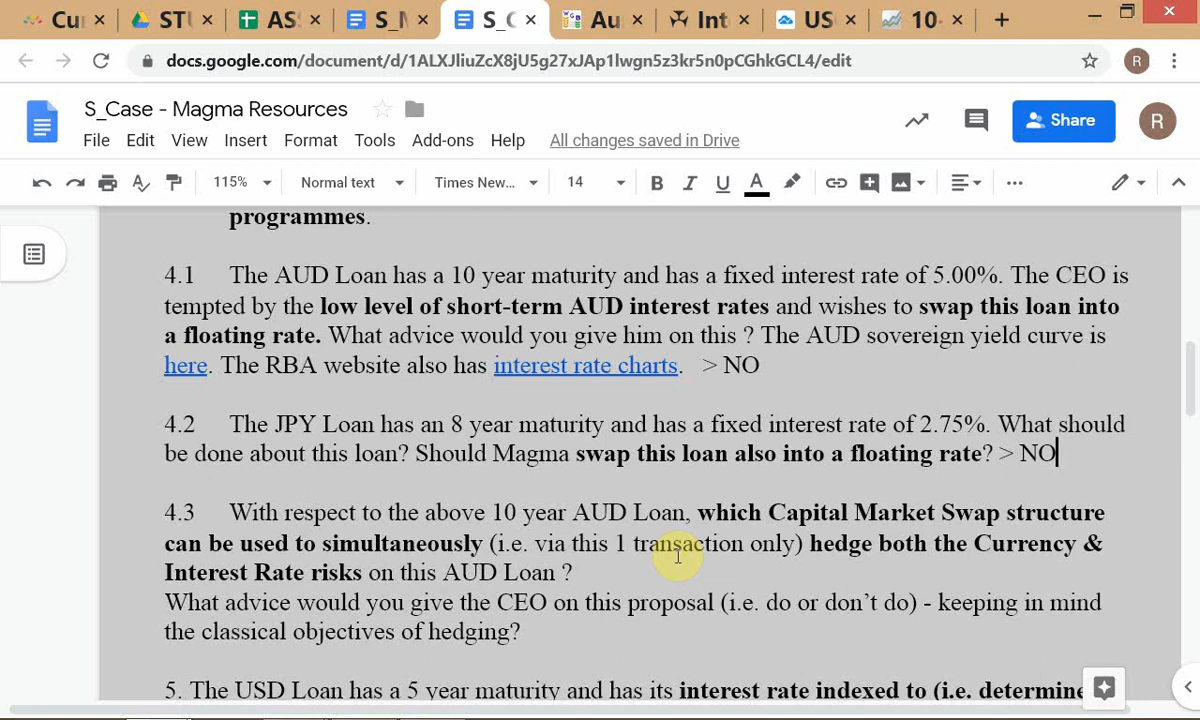 Cu
STU
AS
S_N
S_C
Au
Int
US
10-
docs.google.com/document/d/1ALXJliuZcX8jU5g27xJAp1lwgn5z3kr5n0pCGhkGCL4/edit
R
S_Case - Magma Resources
File Edit View Insert Format Tools Add-ons Help All changes saved in Drive
Share
R
115% Normal text Times New... 14 B I U A
programmes.
4.1 The AUD Loan has a 10 year maturity and has a fixed interest rate of 5.00%. The CEO is
tempted by the low level of short-term AUD interest rates and wishes to swap this loan into
a floating rate. What advice would you give him on this ? The AUD sovereign yield curve is
here. The RBA website also has interest rate charts. > NO
4.2 The JPY Loan has an 8 year maturity and has a fixed interest rate of 2.75%. What should
be done about this loan? Should Magma swap this loan also into a floating rate? > NO
4.3 With respect to the above 10 year AUD Loan, which Capital Market Swap structure
can be used to simultaneously (i.e. via this 1 transaction only) hedge both the Currency &
Interest Rate risks on this AUD Loan ?
What advice would you give the CEO on this proposal (i.e. do or don't do) - keeping in mind
the classical objectives of hedging?
5. The USD Loan has a 5 year maturity and has its interest rate indexed to (i.e. determine